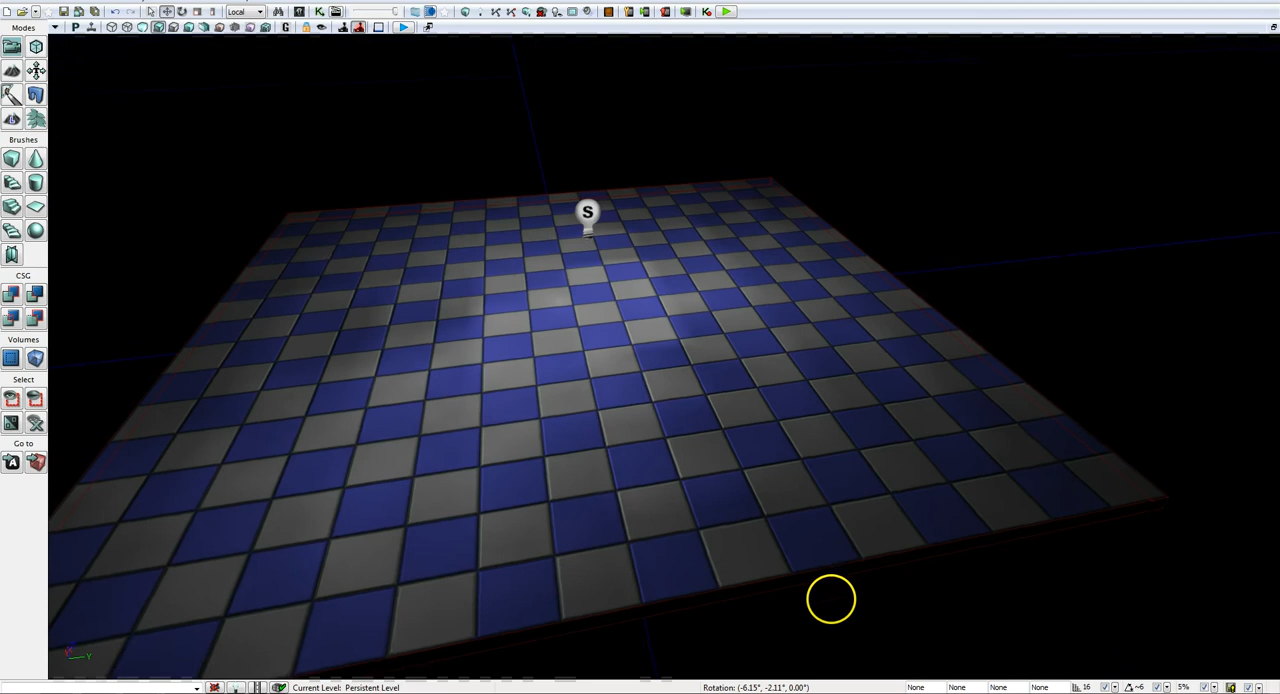 Local
P
G
Modes
Brushes
CSG
Volumes
Select
Go to
A
S
Y
Current Level: Persistent Level
Rotation: (-6.15°, -2.11°, 0.00°)
None None None None
16
~6
5%